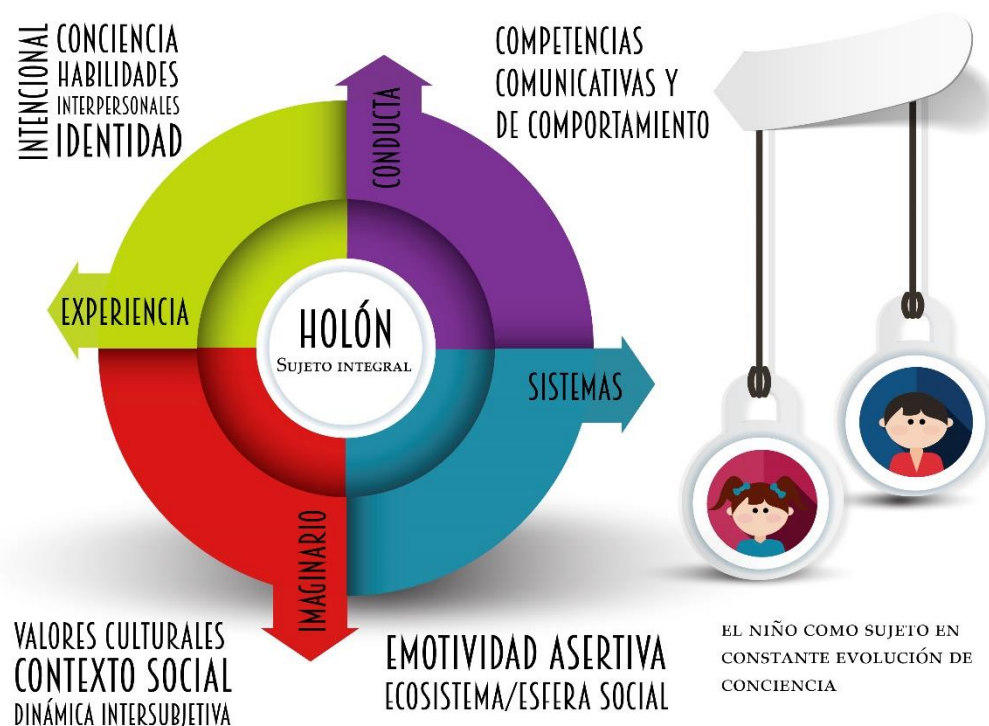 INTENCIONAL
CONCIENCIA
HABILIDADES
INTERPERSONALES
IDENTIDAD
COMPETENCIAS
COMUNICATIVAS Y
DE COMPORTAMIENTO
CONDUCTA
EXPERIENCIA
HOLÓN
SUJETO INTEGRAL
SISTEMAS
IMAGINARIO
VALORES CULTURALES
CONTEXTO SOCIAL
DINÁMICA INTERSUBJETIVA
EMOTIVIDAD ASERTIVA
ECOSISTEMA/ESFERA SOCIAL
EL NIÑO COMO SUJETO EN
CONSTANTE EVOLUCIÓN DE
CONCIENCIA